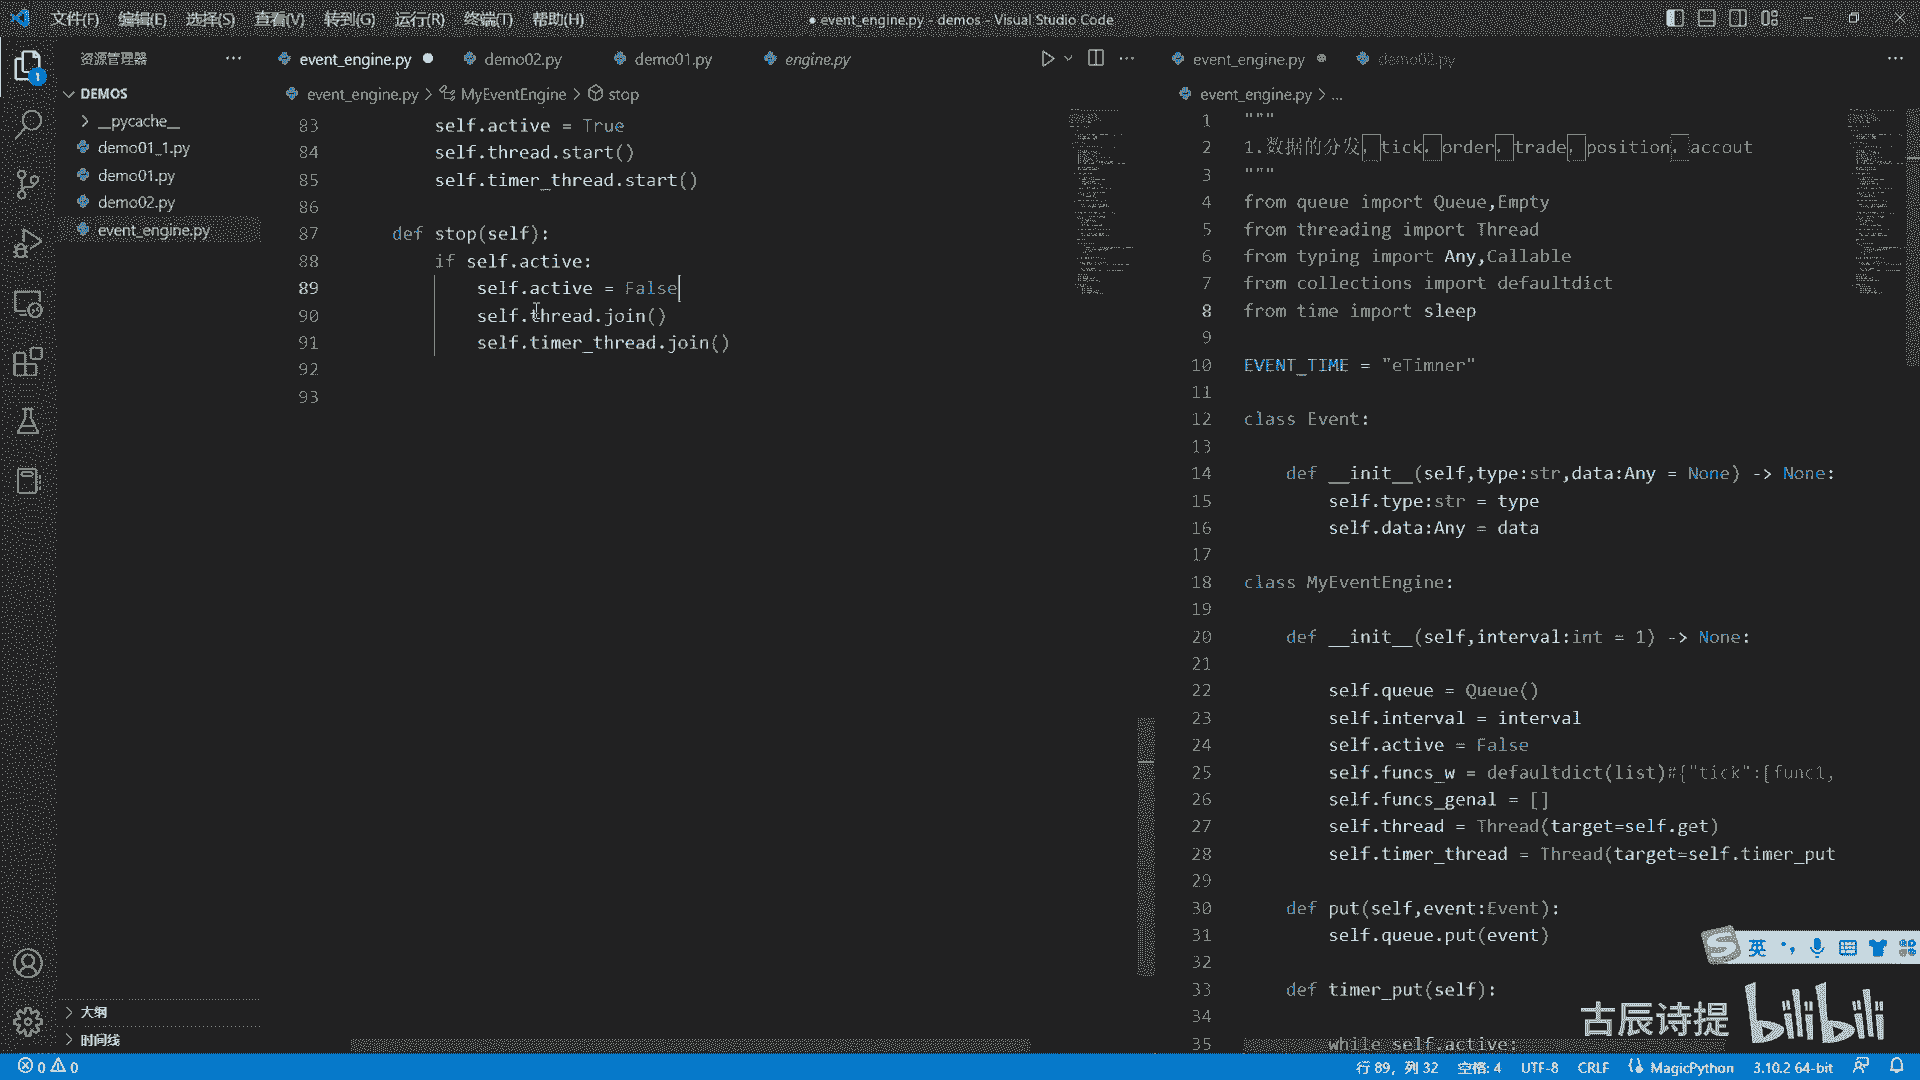 文件(F) 编辑(E) 选择(S) 查看(V) 转到(G) 运行(R) 终端(T) 帮助(H)
● event_engine.py - demos - Visual Studio Code
资源管理器 ···
DEMOS
__pycache__
demo01_1.py
demo01.py
demo02.py
event_engine.py
大纲
时间线
1
event_engine.py ● demo02.py demo01.py engine.py
event_engine.py > MyEventEngine > stop
83 self.active = True
84 self.thread.start()
85 self.timer_thread.start()
86
87 def stop(self):
88 if self.active:
89 self.active = False
90 self.thread.join()
91 self.timer_thread.join()
92
93
event_engine.py ● demo02.py
event_engine.py > ...
1 """
2 1.数据的分发，tick，order，trade，position，accout
3 """
4 from queue import Queue,Empty
5 from threading import Thread
6 from typing import Any,Callable
7 from collections import defaultdict
8 from time import sleep
9
10 EVENT_TIME = "eTimner"
11
12 class Event:
13
14 def __init__(self,type:str,data:Any = None) -> None:
15 self.type:str = type
16 self.data:Any = data
17
18 class MyEventEngine:
19
20 def __init__(self,interval:int = 1) -> None:
21
22 self.queue = Queue()
23 self.interval = interval
24 self.active = False
25 self.funcs_w = defaultdict(list)#{"tick":[func1,
26 self.funcs_genal = []
27 self.thread = Thread(target=self.get)
28 self.timer_thread = Thread(target=self.timer_put
29
30 def put(self,event:Event):
31 self.queue.put(event)
32
33 def timer_put(self):
34
35 while self.active:
英
古辰诗提 bilibili
0 0
行 89，列 32 空格: 4 UTF-8 CRLF MagicPython 3.10.2 64-bit